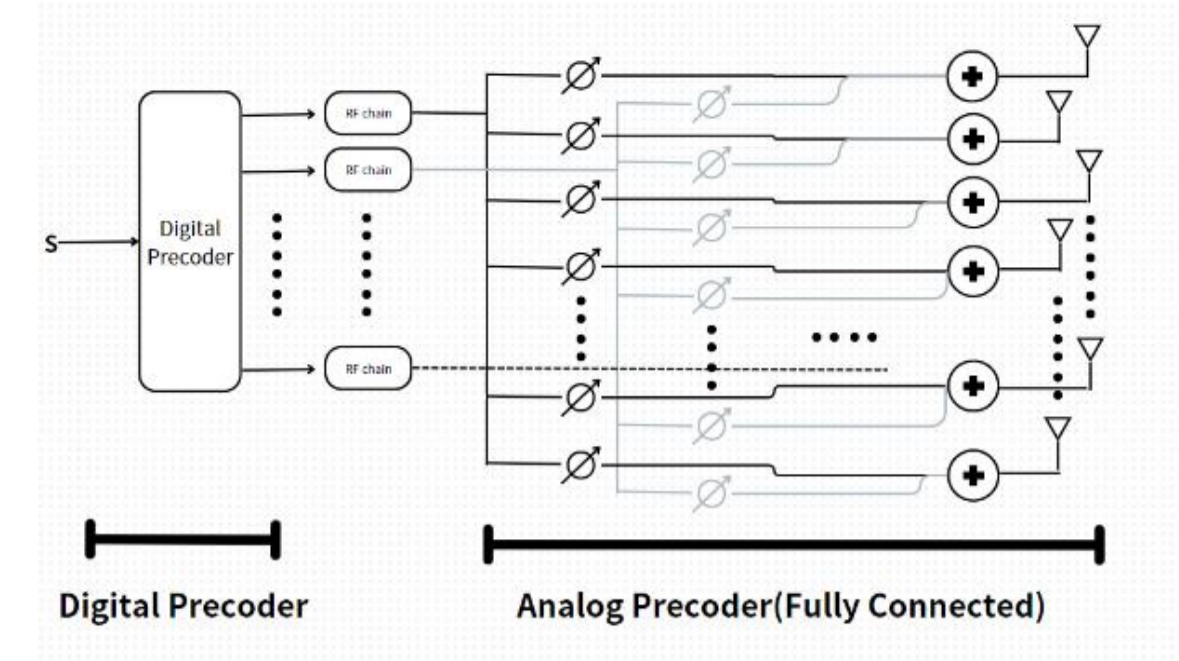 RF chain
RF chain
Digital
Precoder
S
RF chain
Digital Precoder
Analog Precoder(Fully Connected)